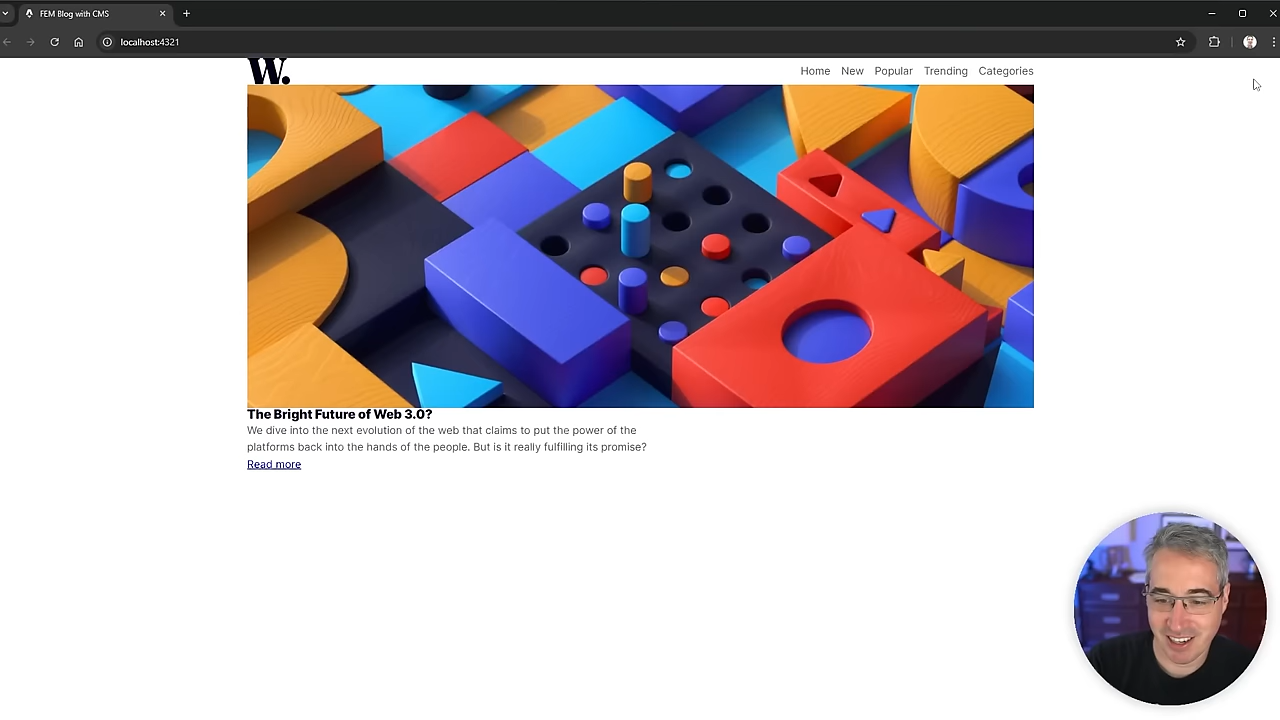 FEM Blog with CMS
localhost:4321
W.
Home New Popular Trending Categories
The Bright Future of Web 3.0?
We dive into the next evolution of the web that claims to put the power of the
platforms back into the hands of the people. But is it really fulfilling its promise?
Read more